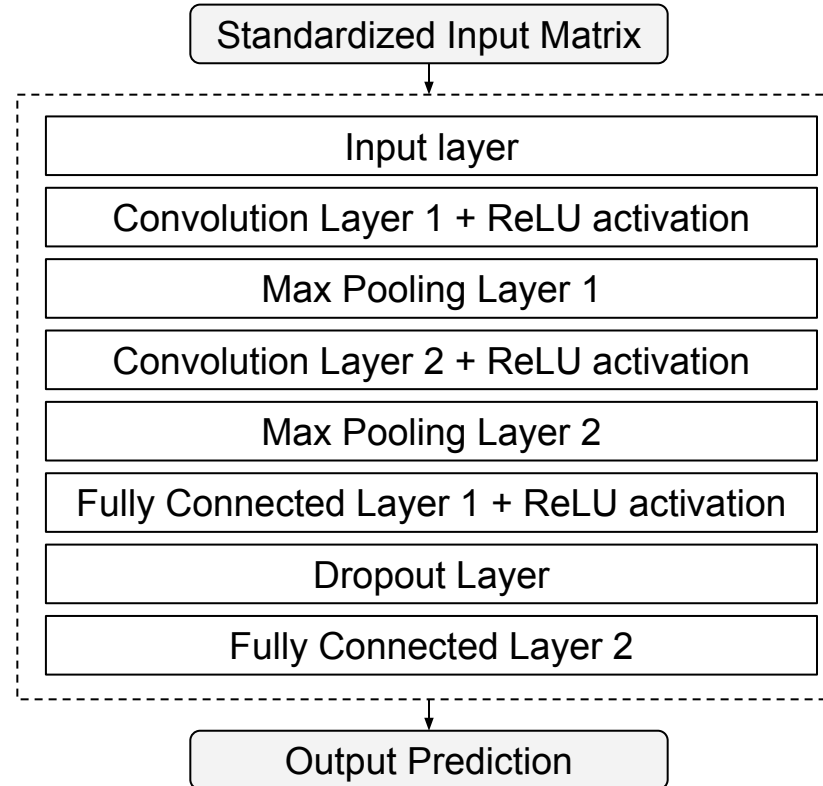 Standardized Input Matrix
Input layer
Convolution Layer 1 + ReLU activation
Max Pooling Layer 1
Convolution Layer 2 + ReLU activation
Max Pooling Layer 2
Fully Connected Layer 1 + ReLU activation
Dropout Layer
Fully Connected Layer 2
Output Prediction